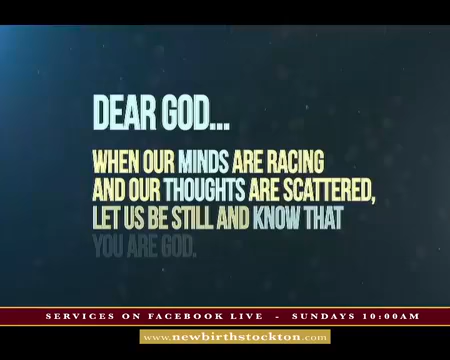 DEAR GOD...
WHEN OUR MINDS ARE RACING
AND OUR THOUGHTS ARE SCATTERED,
LET US BE STILL AND KNOW THAT
YOU ARE GOD.
SERVICES ON FACEBOOK LIVE - SUNDAYS 10:00AM
www.newbirthstockton.com